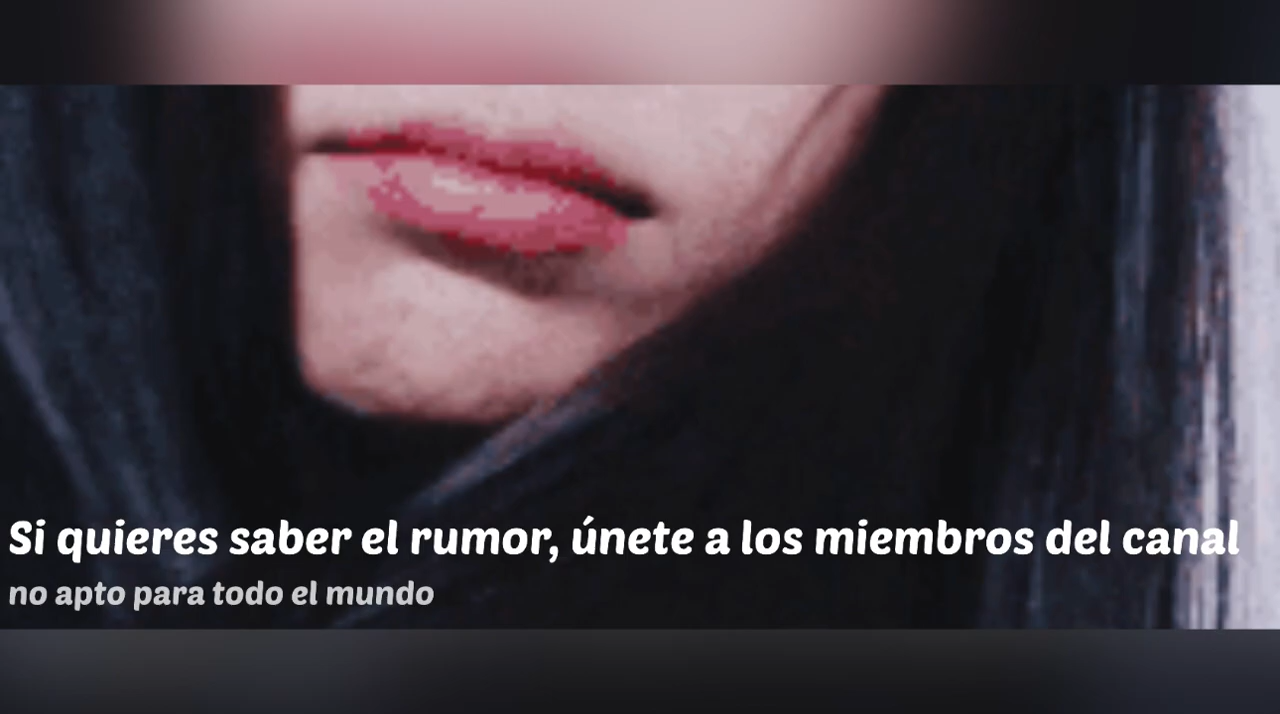 Si quieres saber el rumor, únete a los miembros del canal
no apto para todo el mundo